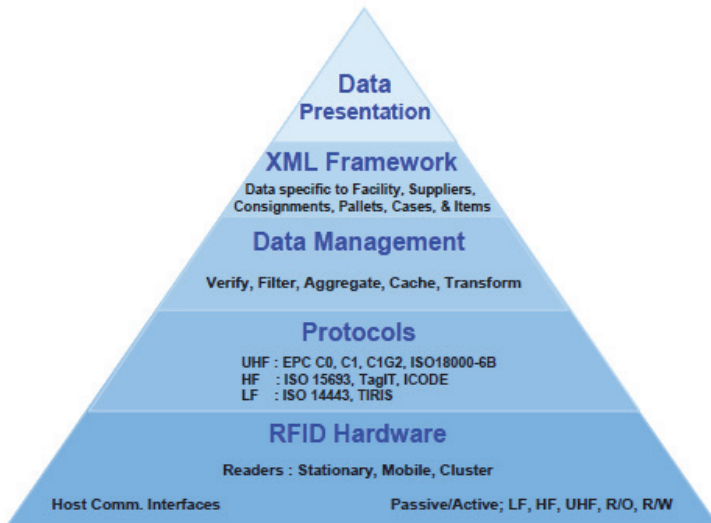 Data
Presentation
XML Framework
Data specific to Facility, Suppliers,
Consignments, Pallets, Cases, & Items
Data Management
Verify, Filter, Aggregate, Cache, Transform
Protocols
UHF : EPC C0, C1, C1G2, ISO18000-6B
HF : ISO 15693, TagIT, ICODE
LF : ISO 14443, TIRIS
RFID Hardware
Readers : Stationary, Mobile, Cluster
Host Comm. Interfaces
Passive/Active; LF, HF, UHF, R/O, R/W